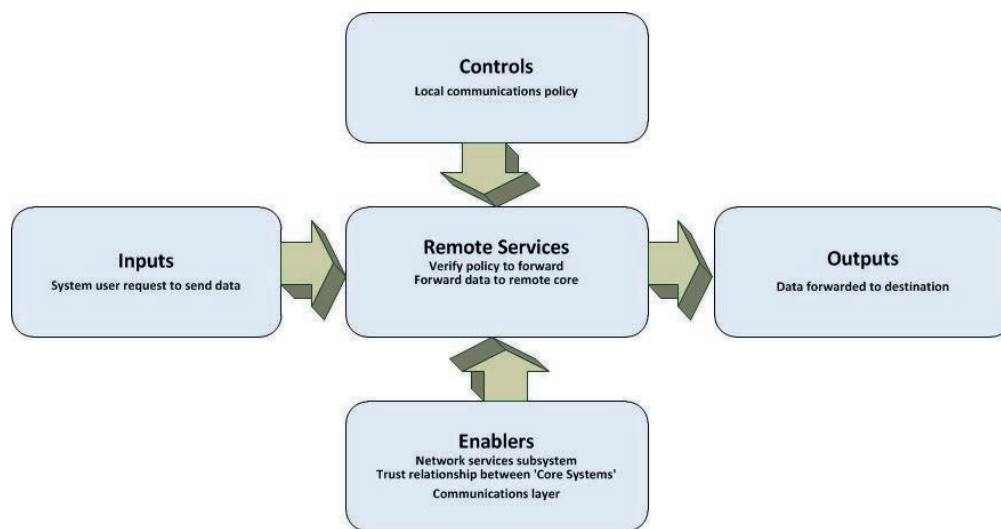 Controls
Local communications policy
Inputs
System user request to send data
Remote Services
Verify policy to forward
Forward data to remote core
Outputs
Data forwarded to destination
Enablers
Network services subsystem
Trust relationship between 'Core Systems'
Communications layer